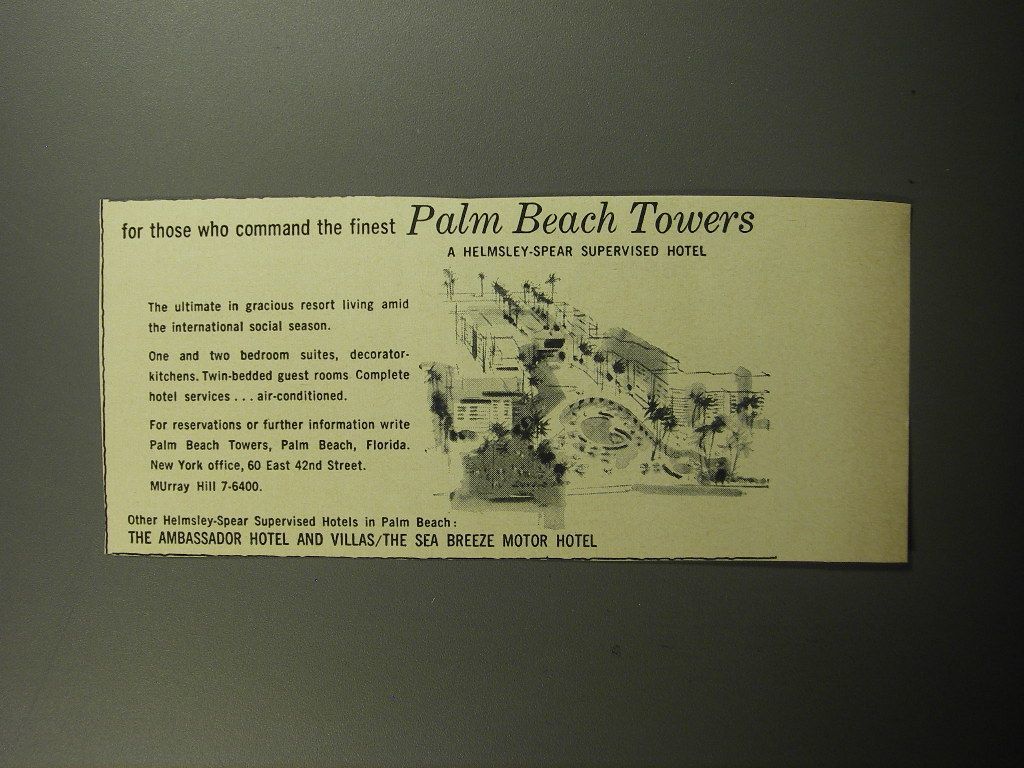 for those who command the finest Palm Beach Towers
A HELMSLEY-SPEAR SUPERVISED HOTEL
The ultimate in gracious resort living amid
the international social season.
One and two bedroom suites, decorator-
kitchens. Twin-bedded guest rooms Complete
hotel services . . . air-conditioned.
For reservations or further information write
Palm Beach Towers, Palm Beach, Florida.
New York office, 60 East 42nd Street.
MUrray Hill 7-6400.
Other Helmsley-Spear Supervised Hotels in Palm Beach:
THE AMBASSADOR HOTEL AND VILLAS/THE SEA BREEZE MOTOR HOTEL